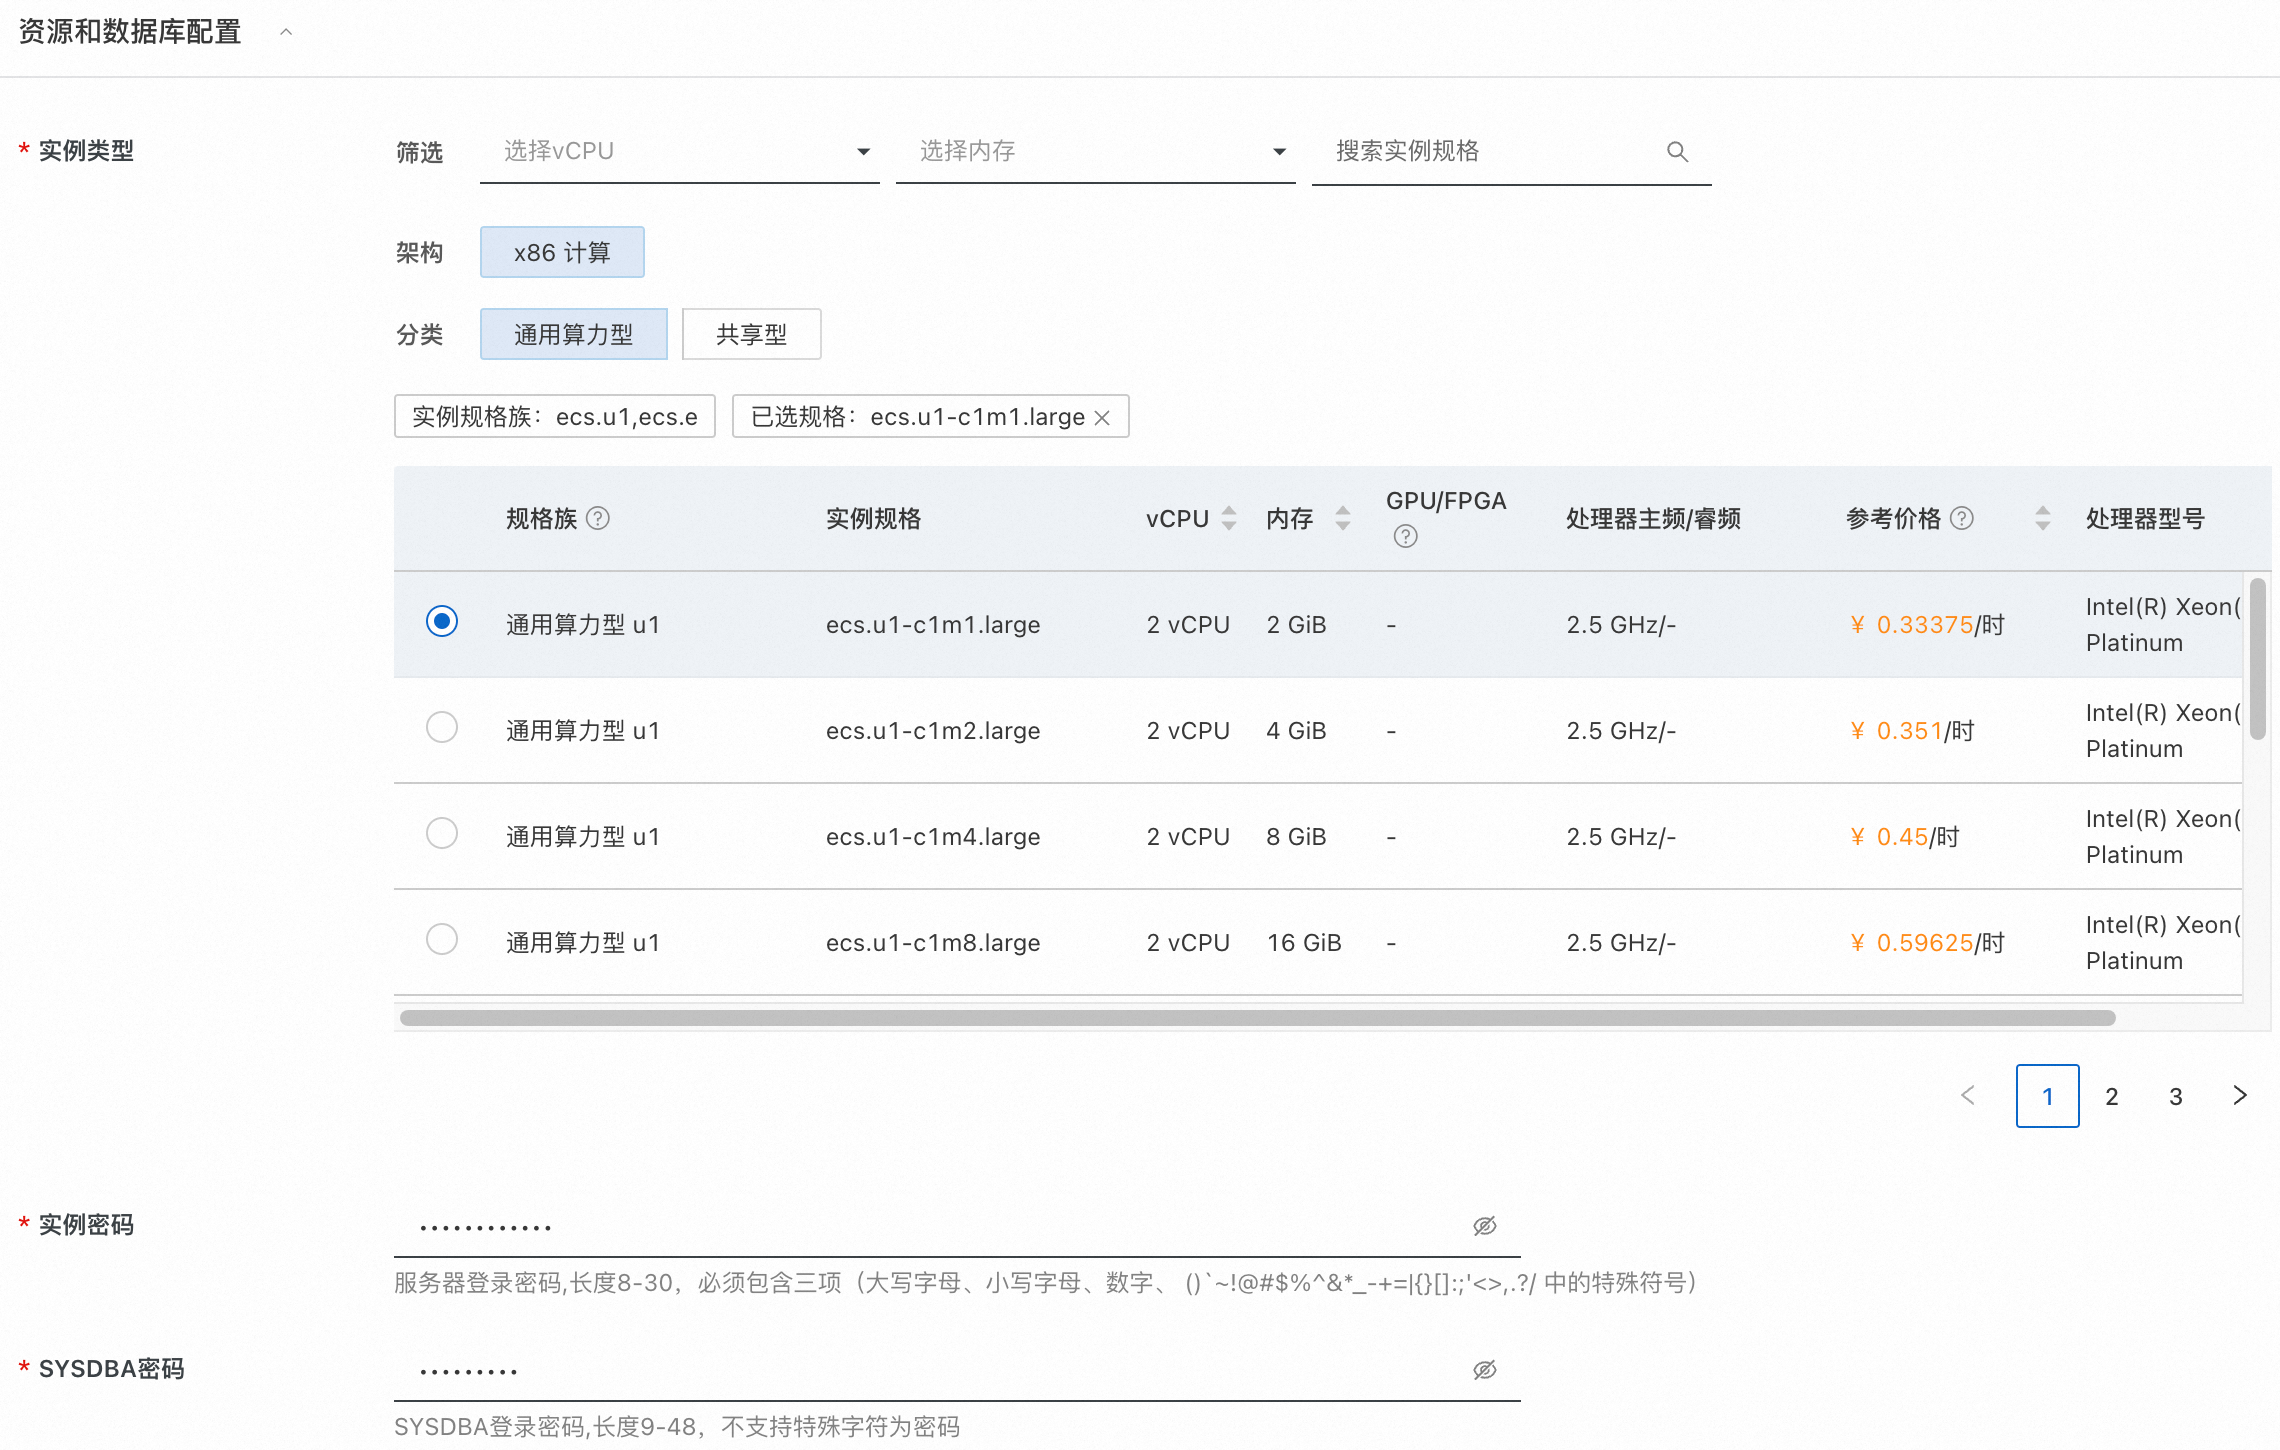 资源和数据库配置
* 实例类型
筛选 选择vCPU 选择内存 搜索实例规格
架构 x86 计算
分类 通用算力型 共享型
实例规格族：ecs.u1,ecs.e 已选规格：ecs.u1-c1m1.large
规格族 实例规格 vCPU 内存 GPU/FPGA 处理器主频/睿频 参考价格 处理器型号
通用算力型 u1 ecs.u1-c1m1.large 2 vCPU 2 GiB - 2.5 GHz/- ¥ 0.33375/时 Intel(R) Xeon(
Platinum
通用算力型 u1 ecs.u1-c1m2.large 2 vCPU 4 GiB - 2.5 GHz/- ¥ 0.351/时 Intel(R) Xeon(
Platinum
通用算力型 u1 ecs.u1-c1m4.large 2 vCPU 8 GiB - 2.5 GHz/- ¥ 0.45/时 Intel(R) Xeon(
Platinum
通用算力型 u1 ecs.u1-c1m8.large 2 vCPU 16 GiB - 2.5 GHz/- ¥ 0.59625/时 Intel(R) Xeon(
Platinum
1 2 3
* 实例密码
············
服务器登录密码,长度8-30，必须包含三项（大写字母、小写字母、数字、 ()`~!@#$%^&*_-+=|{}[]:;'<>,.?/ 中的特殊符号）
* SYSDBA密码
·········
SYSDBA登录密码,长度9-48，不支持特殊字符为密码